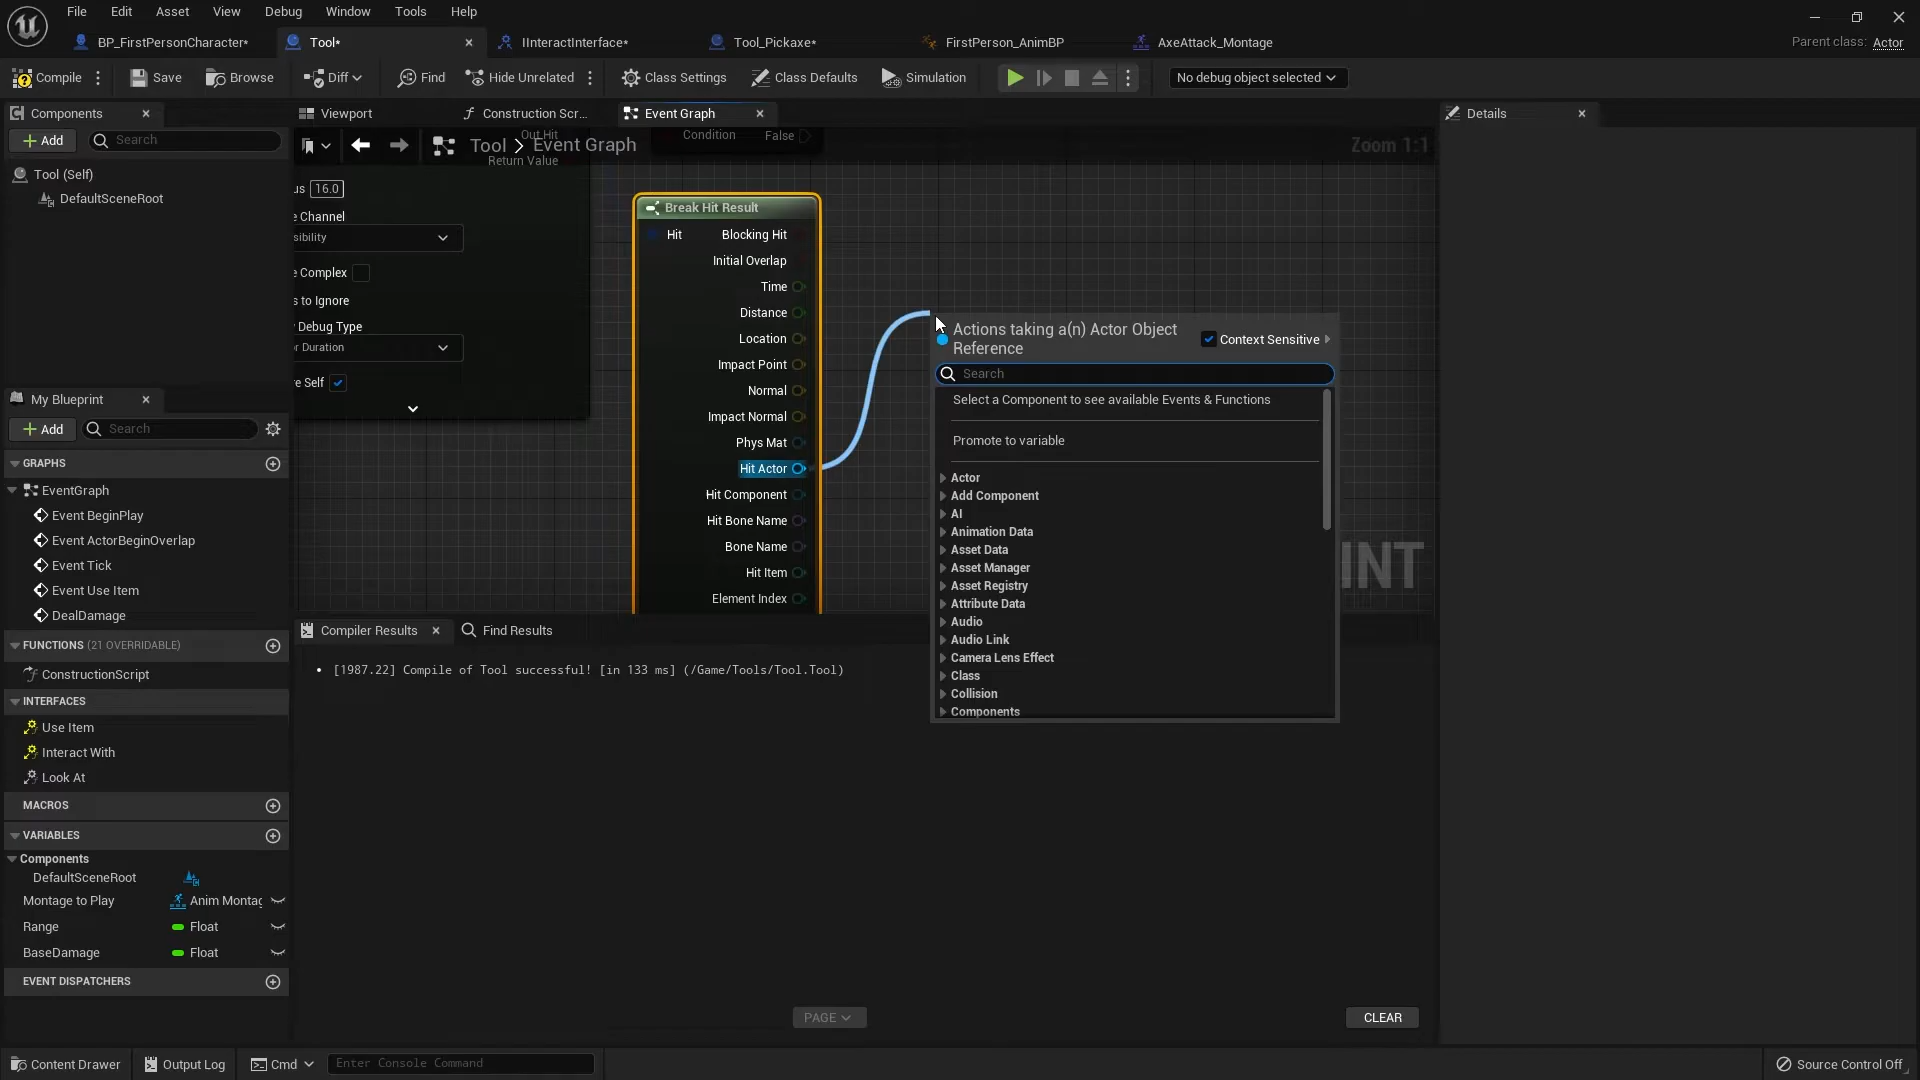 File Edit Asset View Debug Window Tools Help
BP_FirstPersonCharacter* Tool* IInteractInterface* Tool_Pickaxe* FirstPerson_AnimBP AxeAttack_Montage
Parent class: Actor
Compile Save Browse Diff Find Hide Unrelated Class Settings Class Defaults Simulation No debug object selected
Components
Add Search
Tool (Self)
DefaultSceneRoot
Viewport Construction Scr... Event Graph
Tool > Event Graph
Zoom 1:1
Out Hit
Return Value
Condition False
us 16.0
e Channel
sibility
e Complex
s to Ignore
Debug Type
r Duration
re Self
Break Hit Result
Hit Blocking Hit
Initial Overlap
Time
Distance
Location
Impact Point
Normal
Impact Normal
Phys Mat
Hit Actor
Hit Component
Hit Bone Name
Bone Name
Hit Item
Element Index
Actions taking a(n) Actor Object
Reference
Context Sensitive
Search
Select a Component to see available Events & Functions
Promote to variable
Actor
Add Component
AI
Animation Data
Asset Data
Asset Manager
Asset Registry
Attribute Data
Audio
Audio Link
Camera Lens Effect
Class
Collision
Components
INT
Details
My Blueprint
Add Search
GRAPHS
EventGraph
Event BeginPlay
Event ActorBeginOverlap
Event Tick
Event Use Item
DealDamage
FUNCTIONS (21 OVERRIDABLE)
ConstructionScript
INTERFACES
Use Item
Interact With
Look At
MACROS
VARIABLES
Components
DefaultSceneRoot
Montage to Play Anim Montag
Range Float
BaseDamage Float
EVENT DISPATCHERS
Compiler Results Find Results
• [1987.22] Compile of Tool successful! [in 133 ms] (/Game/Tools/Tool.Tool)
PAGE
CLEAR
Content Drawer Output Log Cmd Enter Console Command
Source Control Off